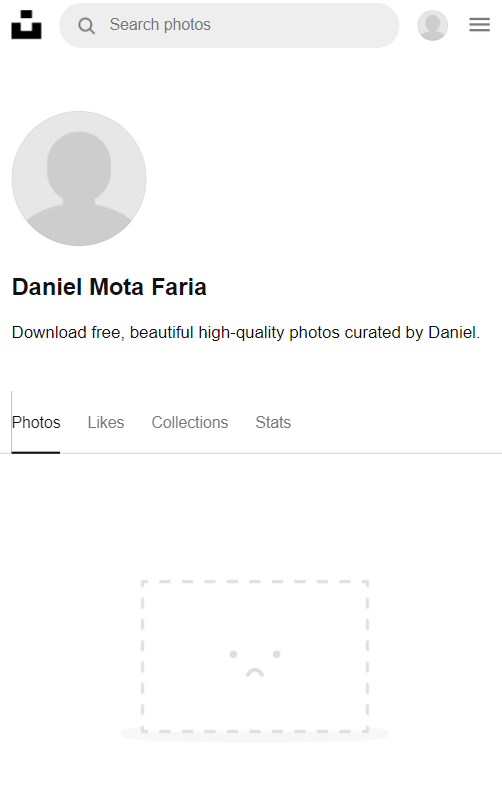 Search photos
Daniel Mota Faria
Download free, beautiful high-quality photos curated by Daniel.
Photos Likes Collections Stats